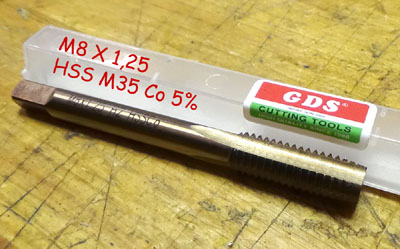 M8 X 1,25
HSS M35 Co 5%
GDS®
CUTTING TOOLS